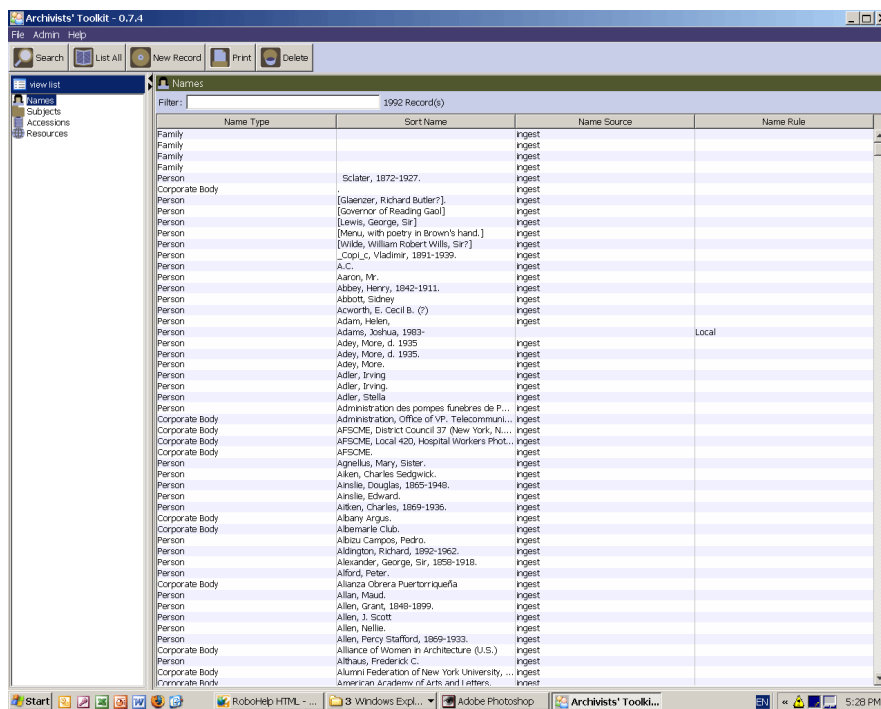 Archivists' Toolkit - 0.7.4
File Admin Help
Search List All New Record Print Delete
view list
Names
Subjects
Accessions
Resources
Names
Filter: 1992 Record(s)
Name Type Sort Name Name Source Name Rule
Family ingest
Family ingest
Family ingest
Family ingest
Person Sclater, 1872-1927. ingest
Corporate Body . ingest
Person [Glaenzer, Richard Butler?]. ingest
Person [Governor of Reading Gaol] ingest
Person [Lewis, George, Sir] ingest
Person [Menu, with poetry in Brown's hand.] ingest
Person [Wilde, William Robert Wills, Sir?] ingest
Person _Copi_c, Vladimir, 1891-1939. ingest
Person A.C. ingest
Person Aaron, Mr. ingest
Person Abbey, Henry, 1842-1911. ingest
Person Abbott, Sidney ingest
Person Acworth, E. Cecil B. (?) ingest
Person Adam, Helen, ingest
Person Adams, Joshua, 1983- Local
Person Adey, More, d. 1935 ingest
Person Adey, More, d. 1935. ingest
Person Adey, More. ingest
Person Adler, Irving ingest
Person Adler, Irving. ingest
Person Adler, Stella ingest
Person Administration des pompes funebres de P... ingest
Corporate Body Administration, Office of VP. Telecommuni... ingest
Corporate Body AFSCME, District Council 37 (New York, N.... ingest
Corporate Body AFSCME, Local 420, Hospital Workers Phot... ingest
Corporate Body AFSCME. ingest
Person Agnellus, Mary, Sister. ingest
Person Aiken, Charles Sedgwick. ingest
Person Ainslie, Douglas, 1865-1948. ingest
Person Ainslie, Edward. ingest
Person Aitken, Charles, 1869-1936. ingest
Corporate Body Albany Argus. ingest
Corporate Body Albemarle Club. ingest
Person Albizu Campos, Pedro. ingest
Person Aldington, Richard, 1892-1962. ingest
Person Alexander, George, Sir, 1858-1918. ingest
Person Alford, Peter. ingest
Corporate Body Alianza Obrera Puertorriqueña ingest
Person Allan, Maud. ingest
Person Allen, Grant, 1848-1899. ingest
Person Allen, J. Scott ingest
Person Allen, Nellie. ingest
Person Allen, Percy Stafford, 1869-1933. ingest
Corporate Body Alliance of Women in Architecture (U.S.) ingest
Person Althaus, Frederick C. ingest
Corporate Body Alumni Federation of New York University, ... ingest
Corporate Body American Academy of Arts and Letters. ingest
Start RoboHelp HTML - ... 3 Windows Expl... Adobe Photoshop Archivists' Toolki... EN « 5:28 PM